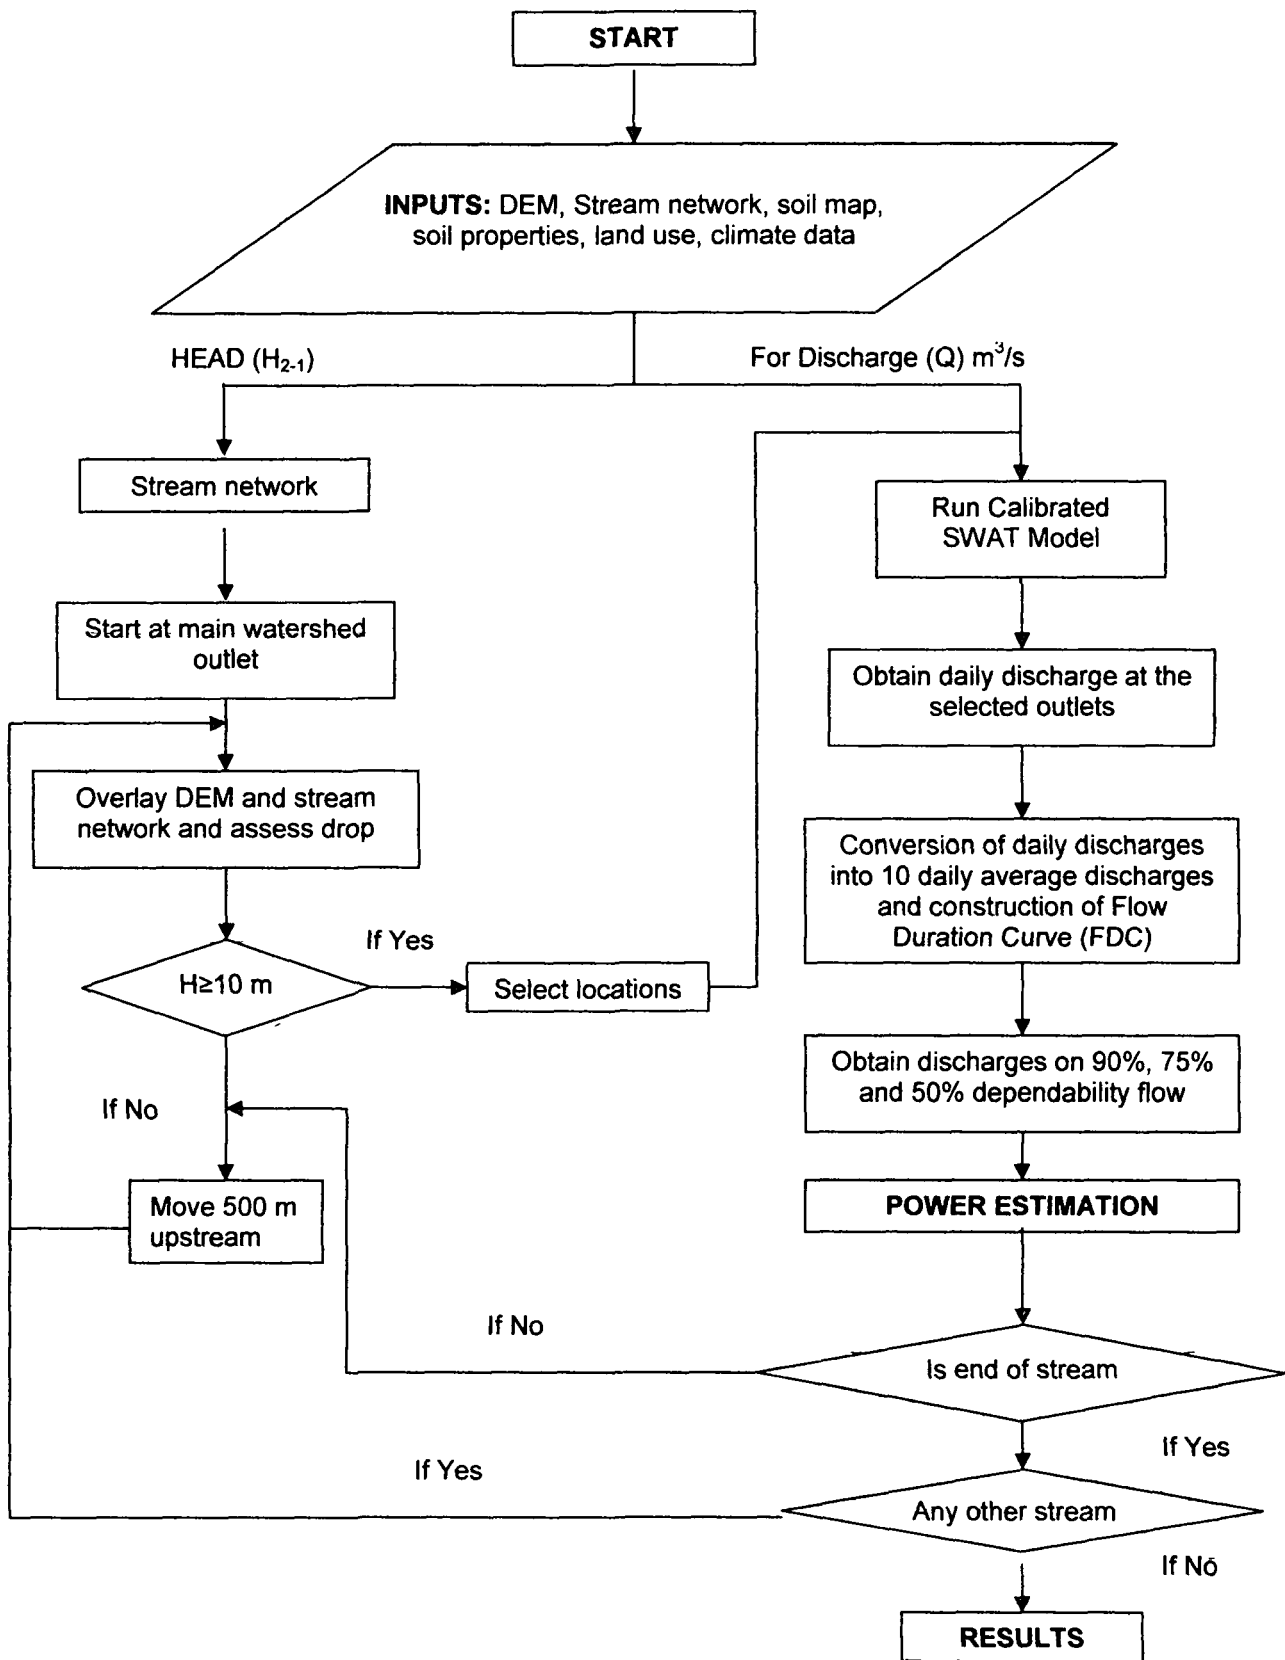 START
INPUTS: DEM, Stream network, soil map,
soil properties, land use, climate data
HEAD (H₂₋₁)
For Discharge (Q) m³/s
Stream network
Run Calibrated
SWAT Model
Start at main watershed
outlet
Obtain daily discharge at the
selected outlets
Overlay DEM and stream
network and assess drop
Conversion of daily discharges
into 10 daily average discharges
and construction of Flow
Duration Curve (FDC)
If Yes
H≥10 m
Select locations
Obtain discharges on 90%, 75%
and 50% dependability flow
If No
Move 500 m
upstream
POWER ESTIMATION
If No
Is end of stream
If Yes
If Yes
Any other stream
If No
RESULTS